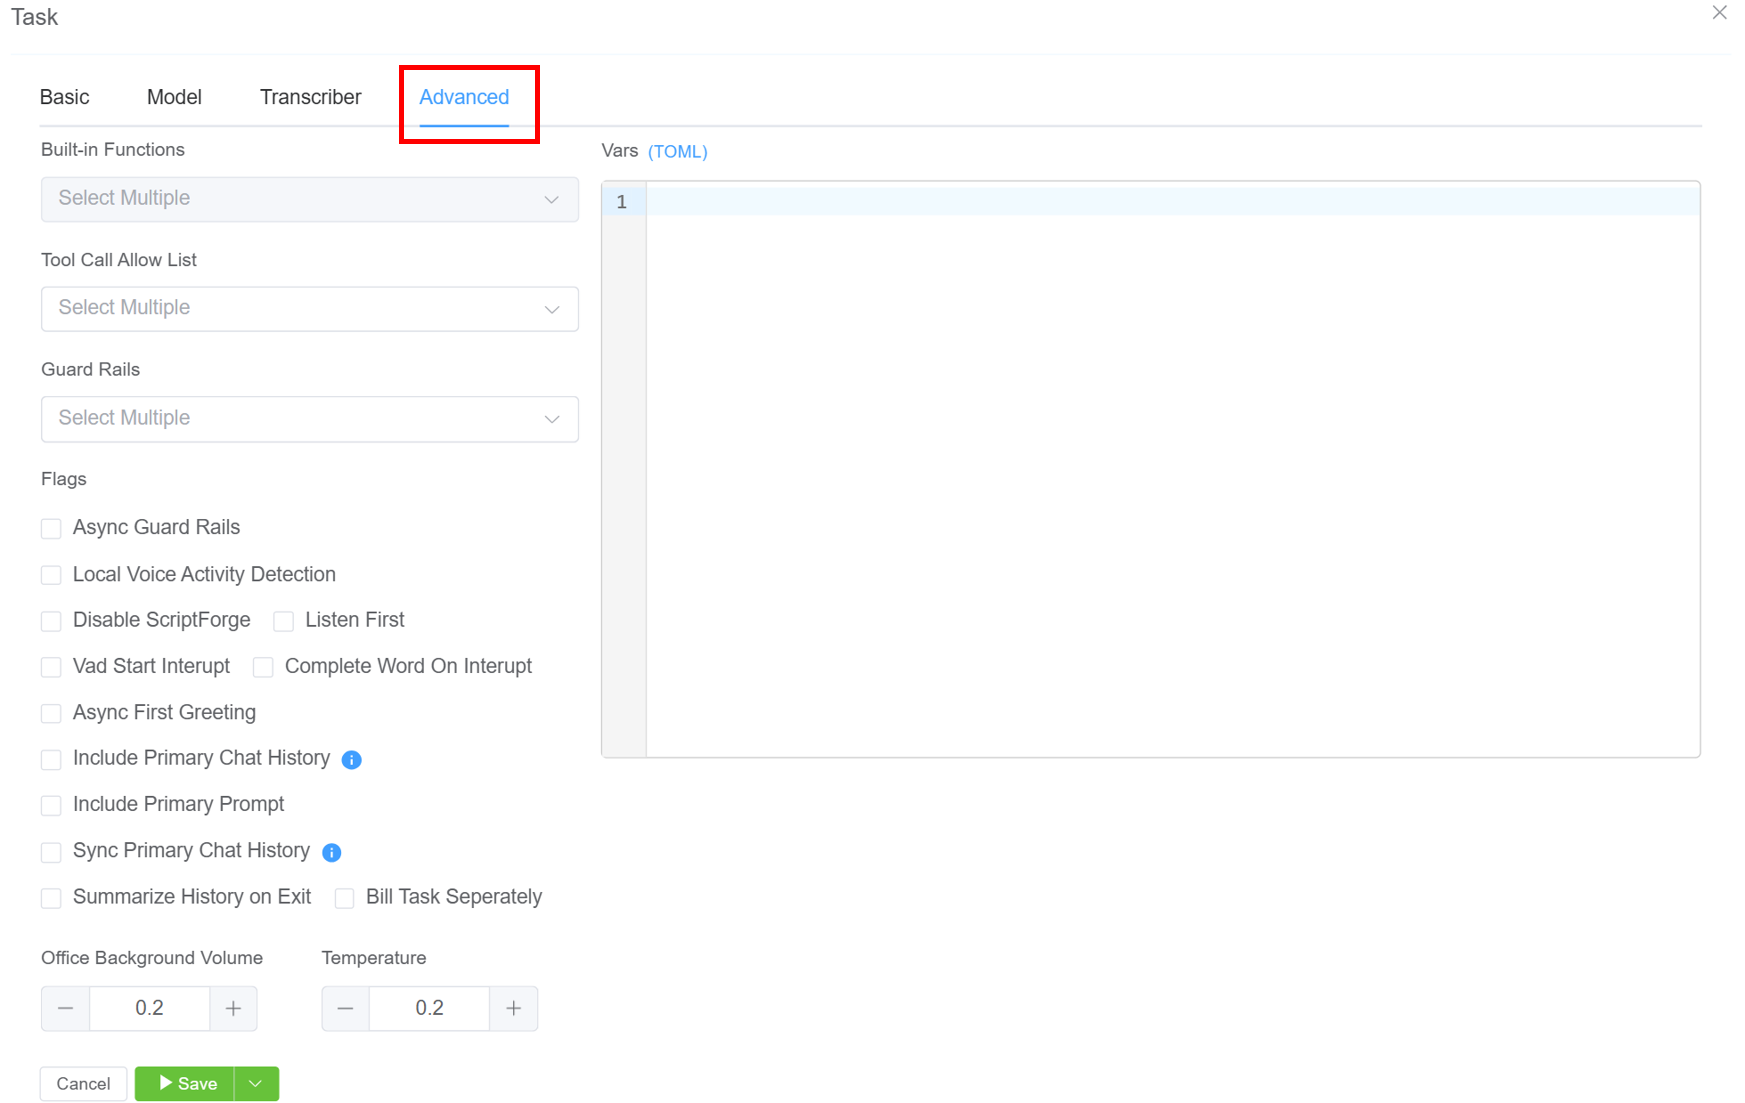 Task
Basic Model Transcriber Advanced
Built-in Functions
Select Multiple
Tool Call Allow List
Select Multiple
Guard Rails
Select Multiple
Flags
Async Guard Rails
Local Voice Activity Detection
Disable ScriptForge Listen First
Vad Start Interupt Complete Word On Interupt
Async First Greeting
Include Primary Chat History
Include Primary Prompt
Sync Primary Chat History
Summarize History on Exit Bill Task Seperately
Office Background Volume Temperature
0.2 0.2
Cancel Save
Vars (TOML)
1